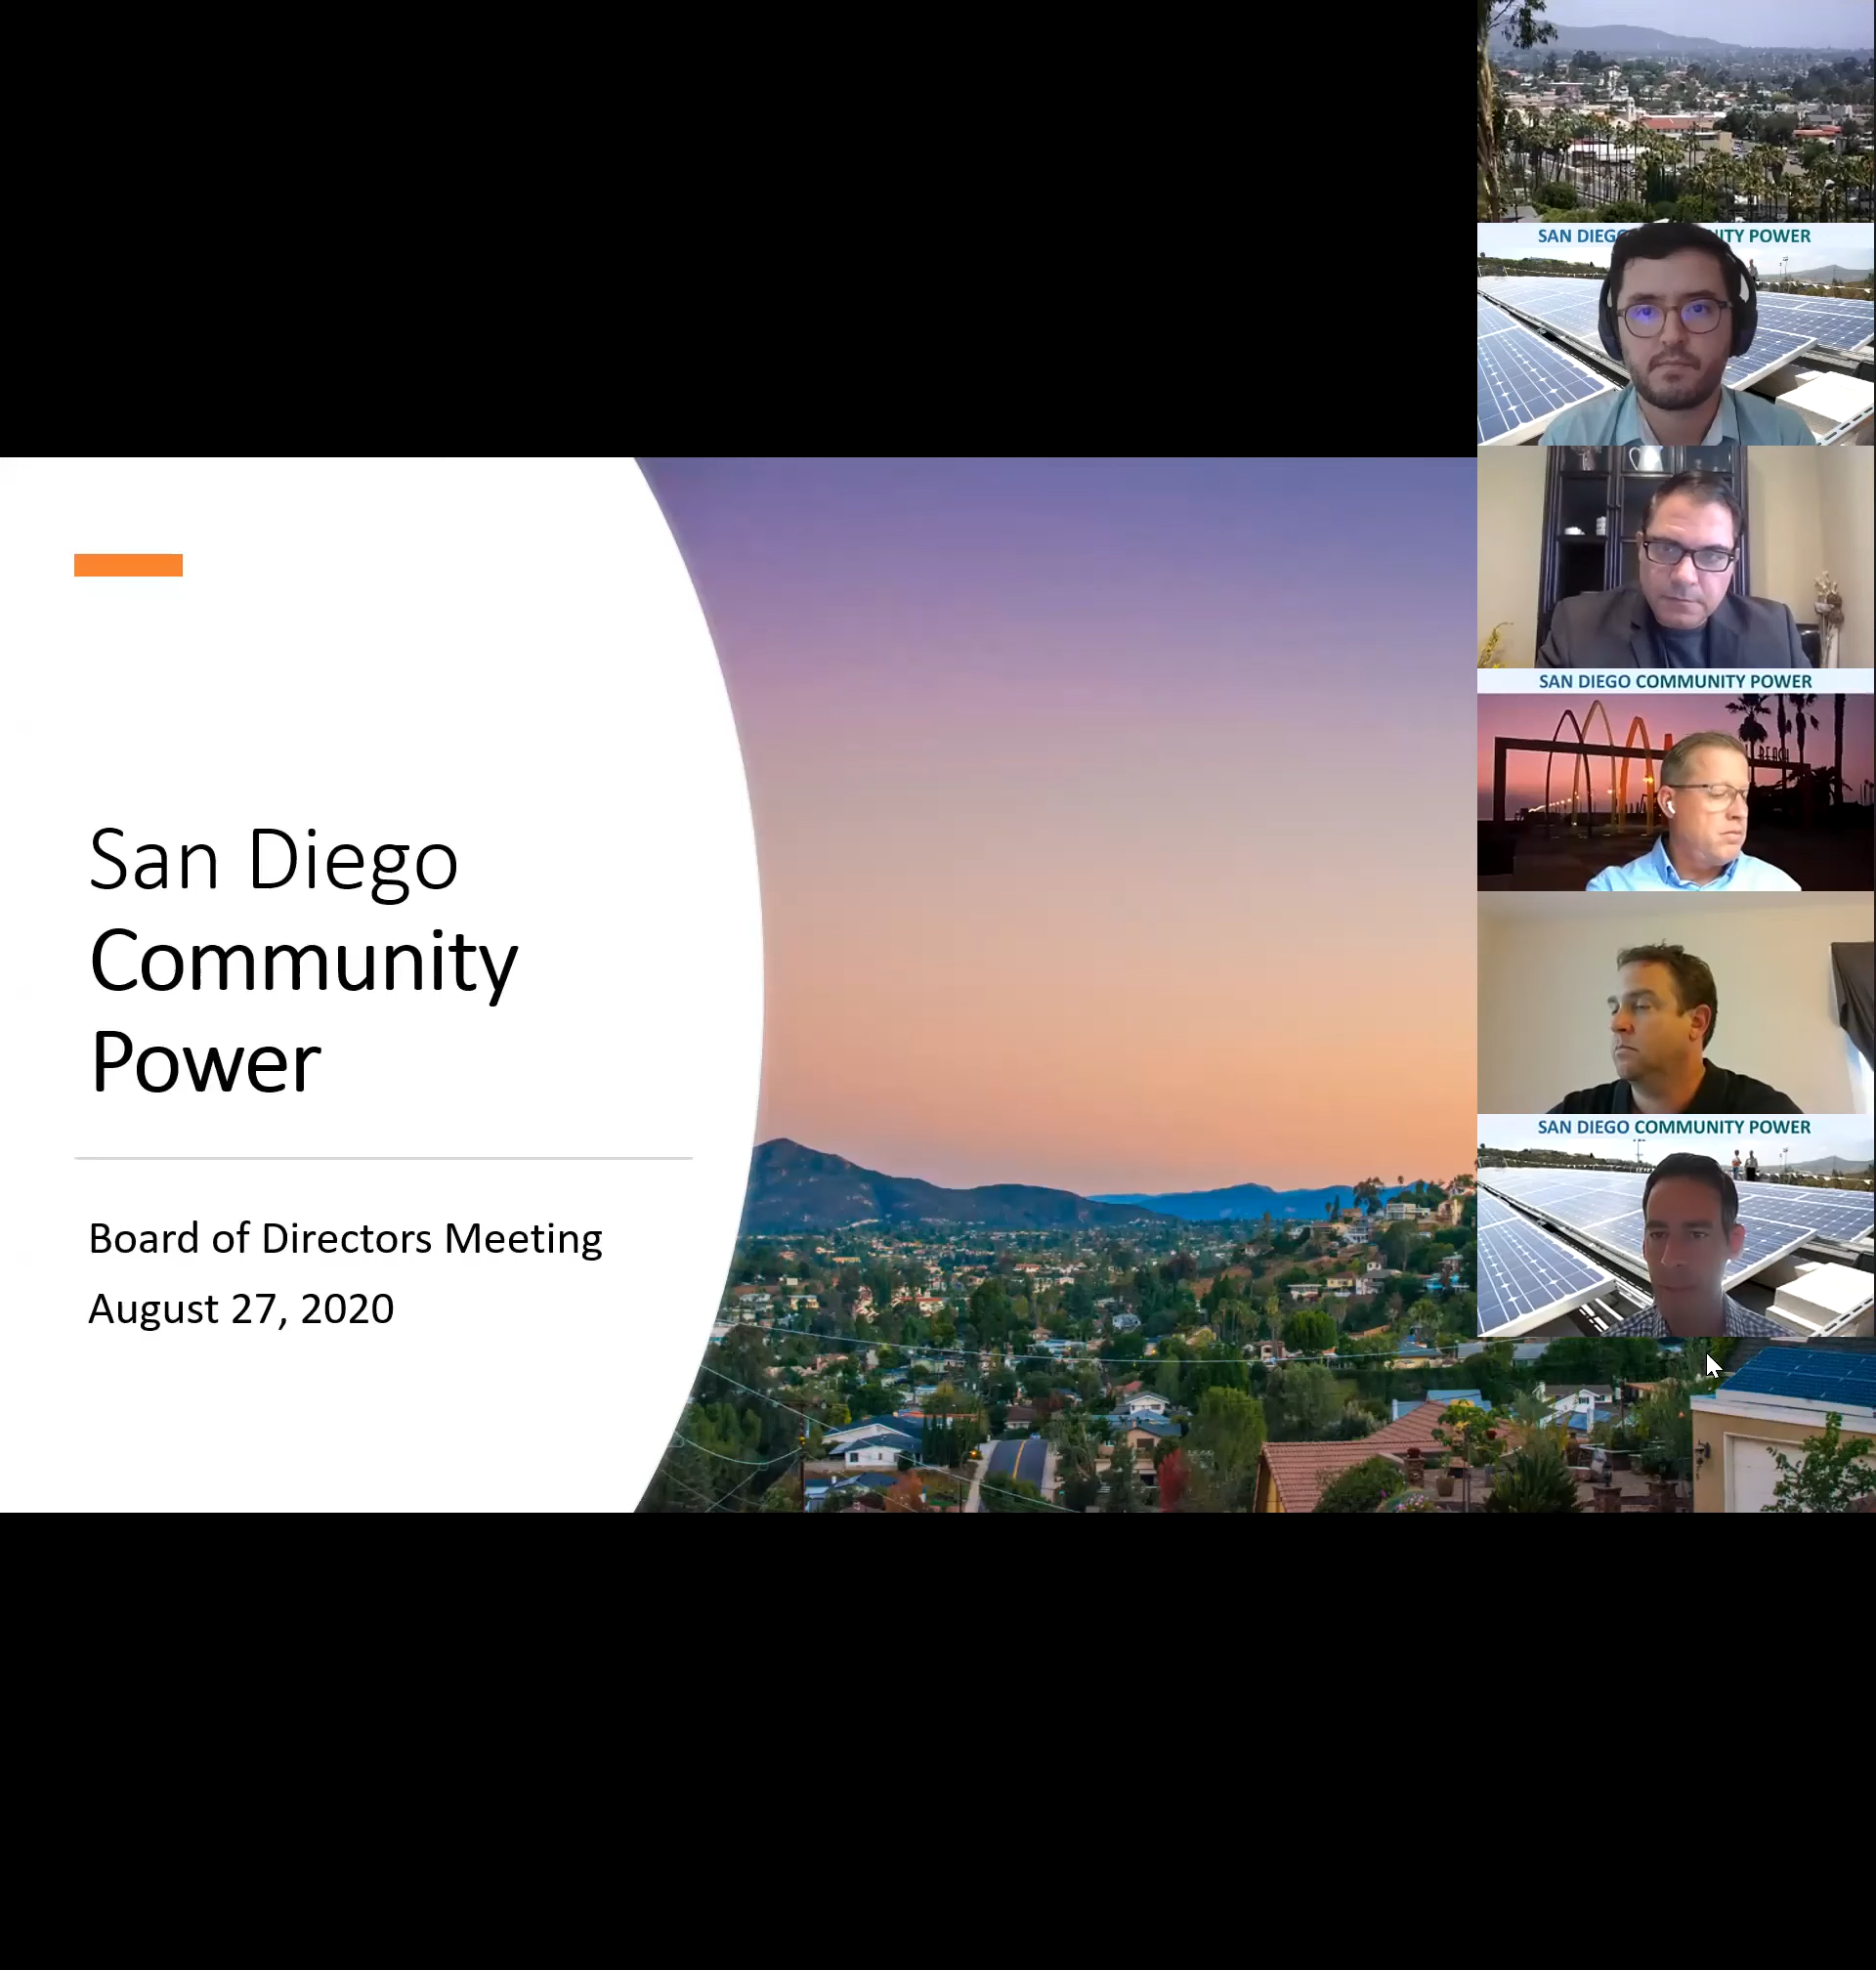 San Diego
Community
Power
Board of Directors Meeting
August 27, 2020
SAN DIEGO COMMUNITY POWER
BEACH
SAN DIEGO COMMUNITY POWER